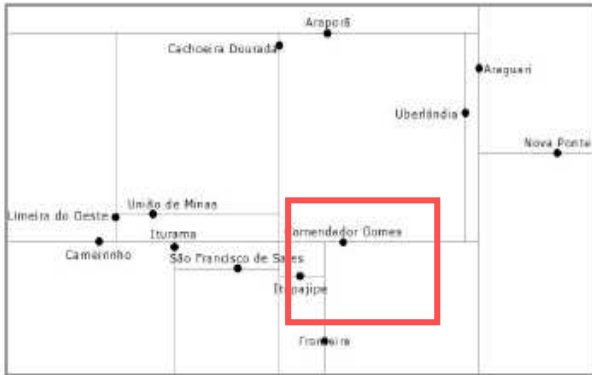 Araporã
Cachoeira Dourada
Araguari
Uberlândia
Nova Ponte
União de Minas
Limeira do Oeste
Iturama
Comendador Gomes
Carneirinho
São Francisco de Sales
Itapajipe
Fronteira